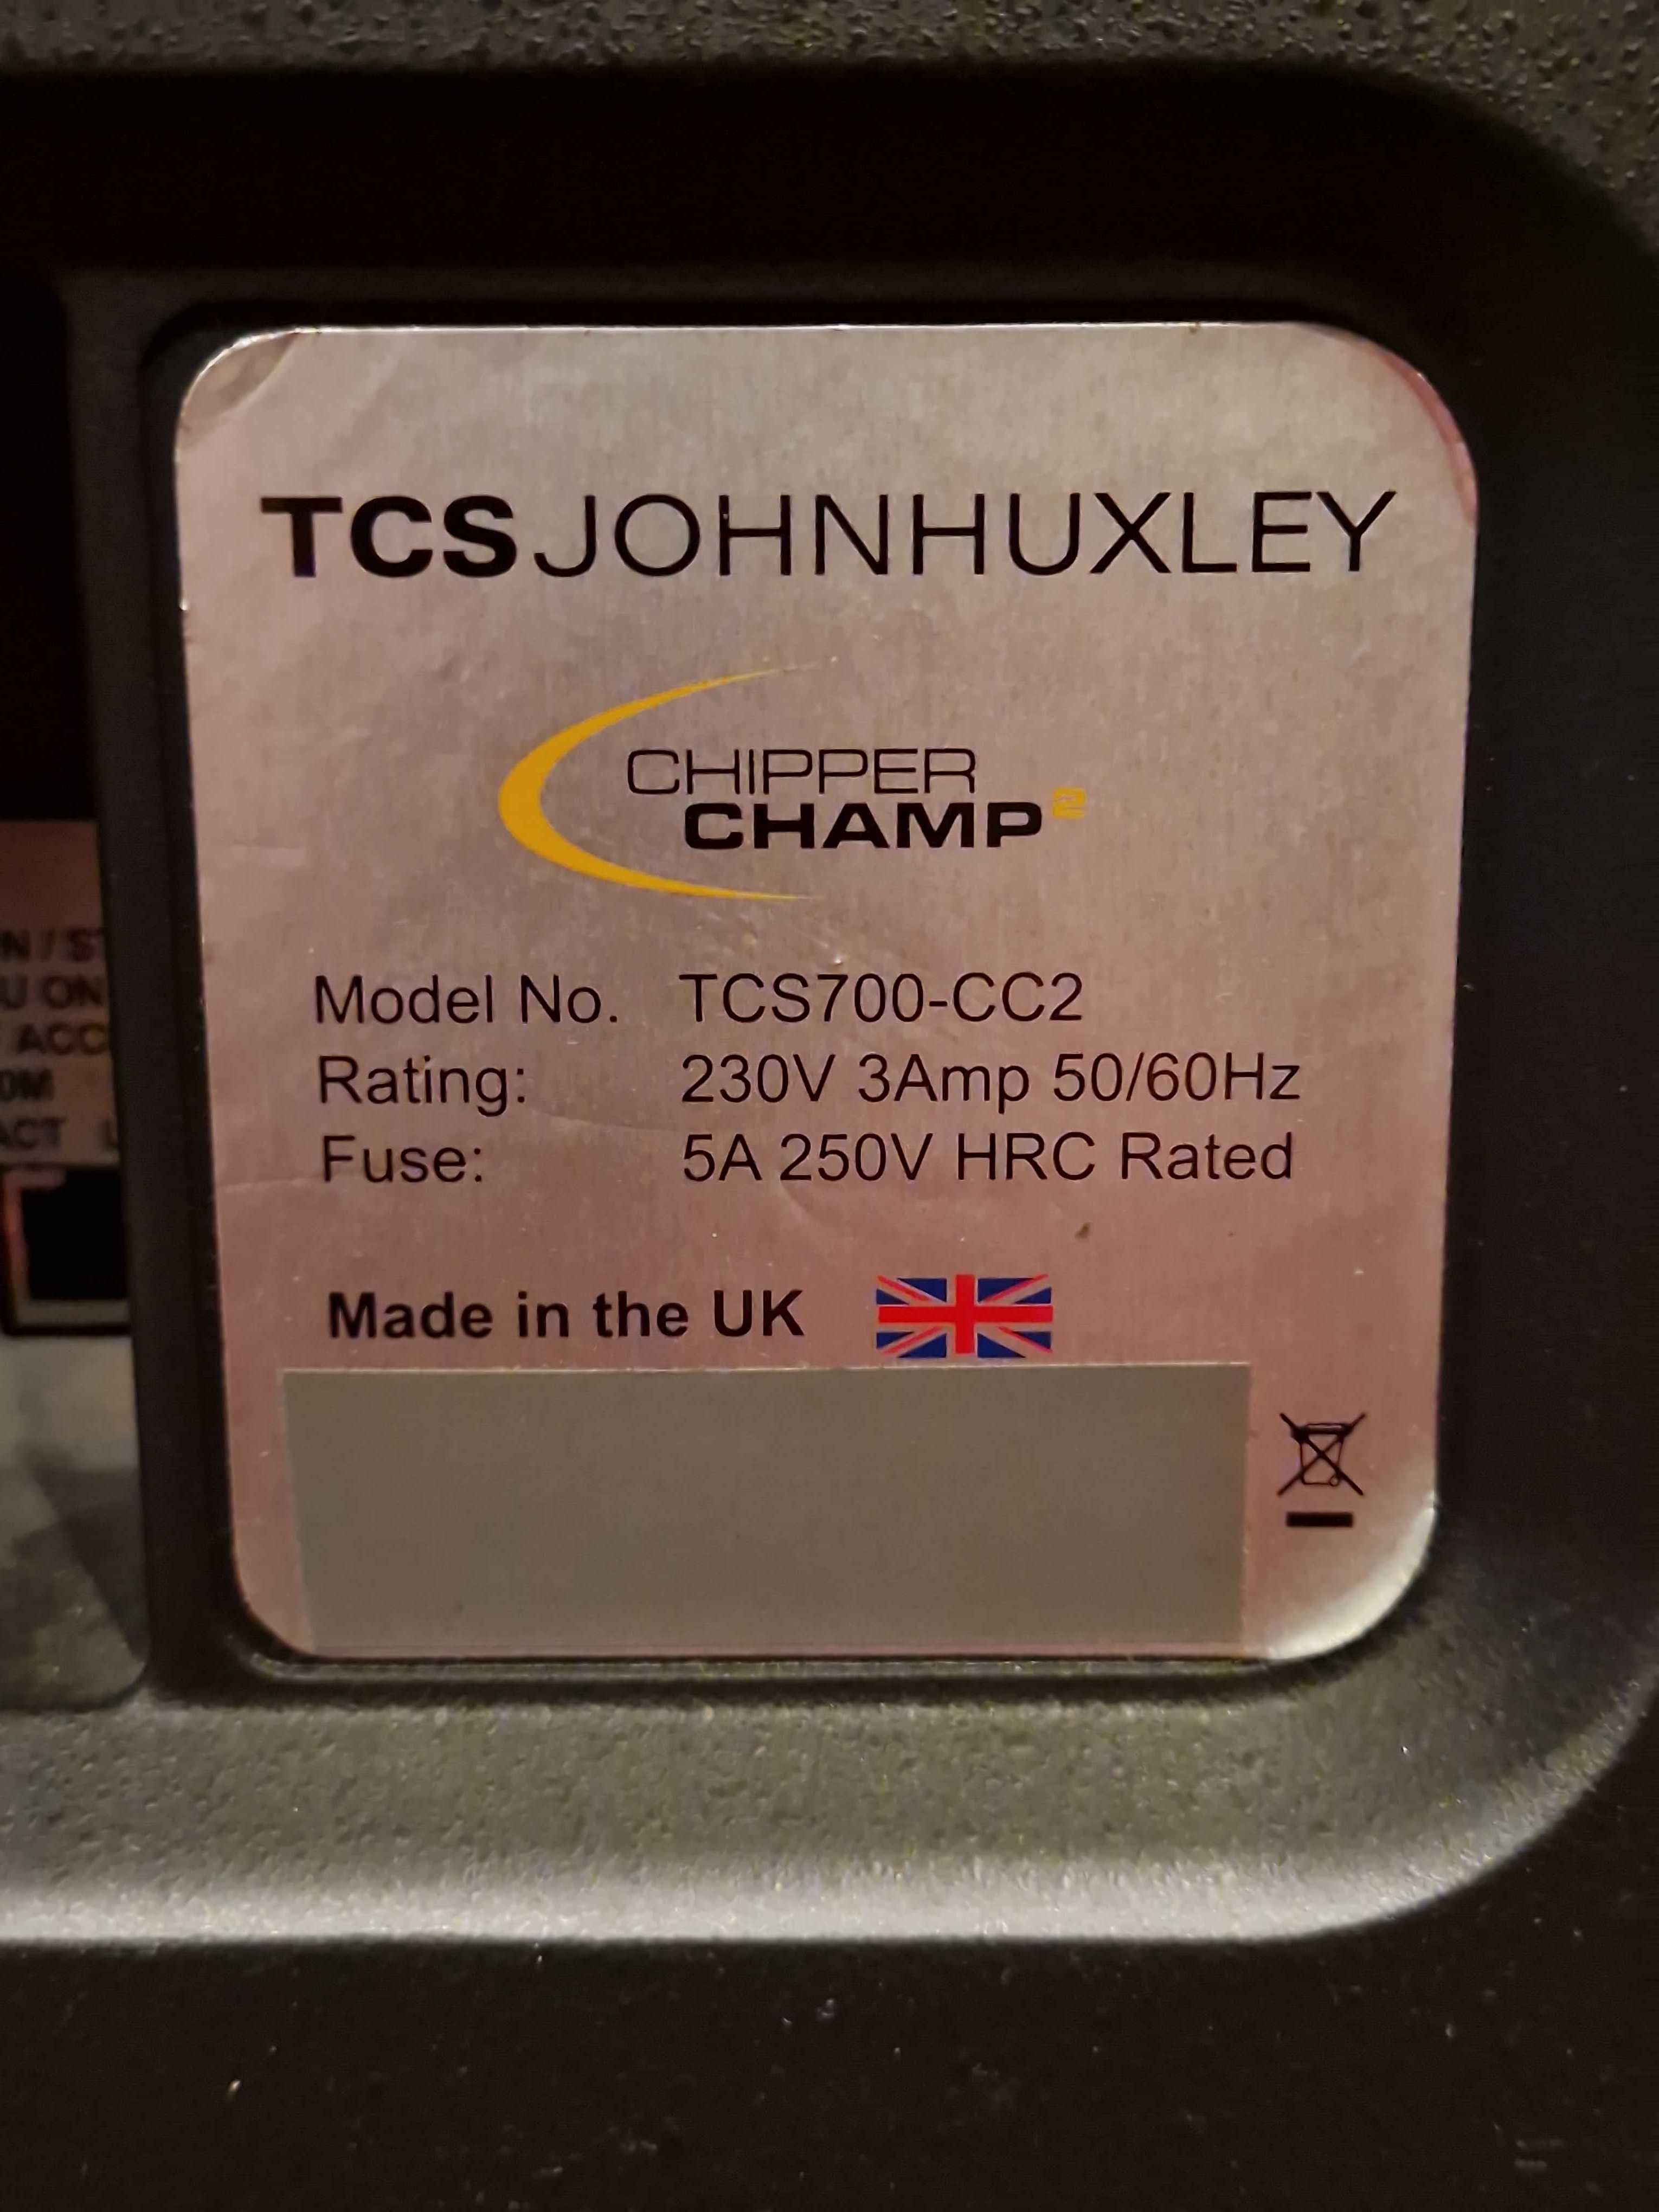 TCSJOHNHUXLEY
CHIPPER
CHAMP2
Model No. TCS700-CC2
Rating: 230V 3Amp 50/60Hz
Fuse: 5A 250V HRC Rated
Made in the UK
U ON